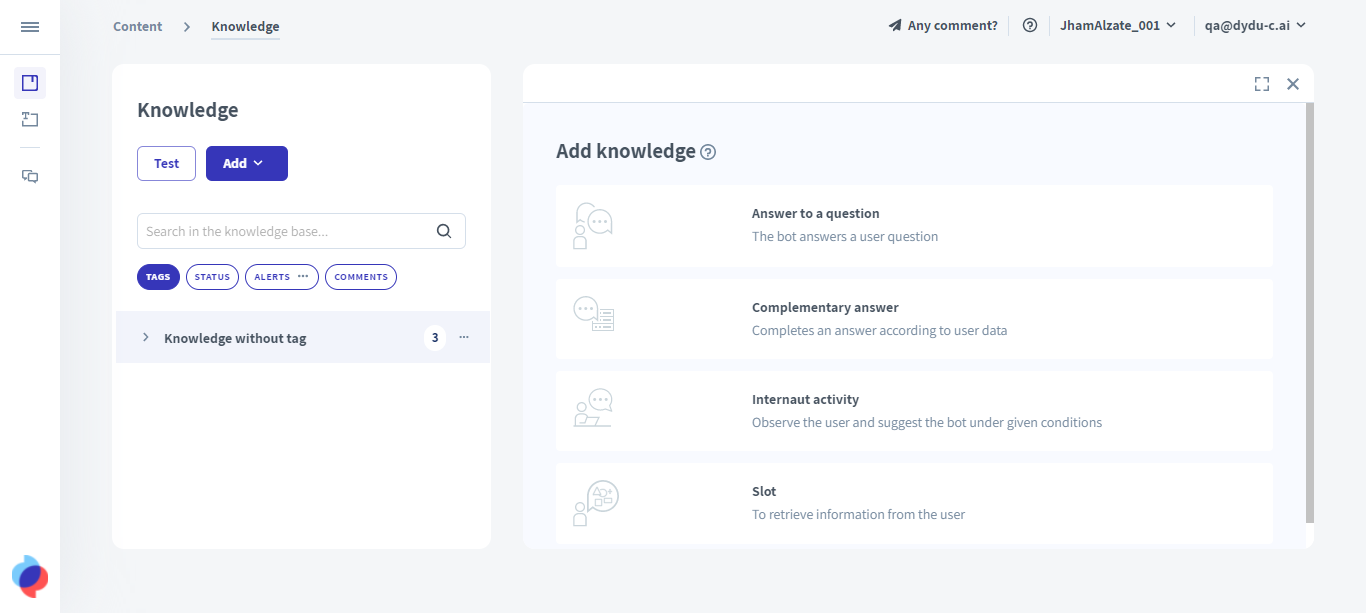 Content
Knowledge
Any comment?
JhamAlzate_001
qa@dydu-c.ai
Knowledge
Test
Add
Search in the knowledge base...
TAGS
STATUS
ALERTS ...
COMMENTS
Knowledge without tag
3
...
Add knowledge
Answer to a question
The bot answers a user question
Complementary answer
Completes an answer according to user data
Internaut activity
Observe the user and suggest the bot under given conditions
Slot
To retrieve information from the user